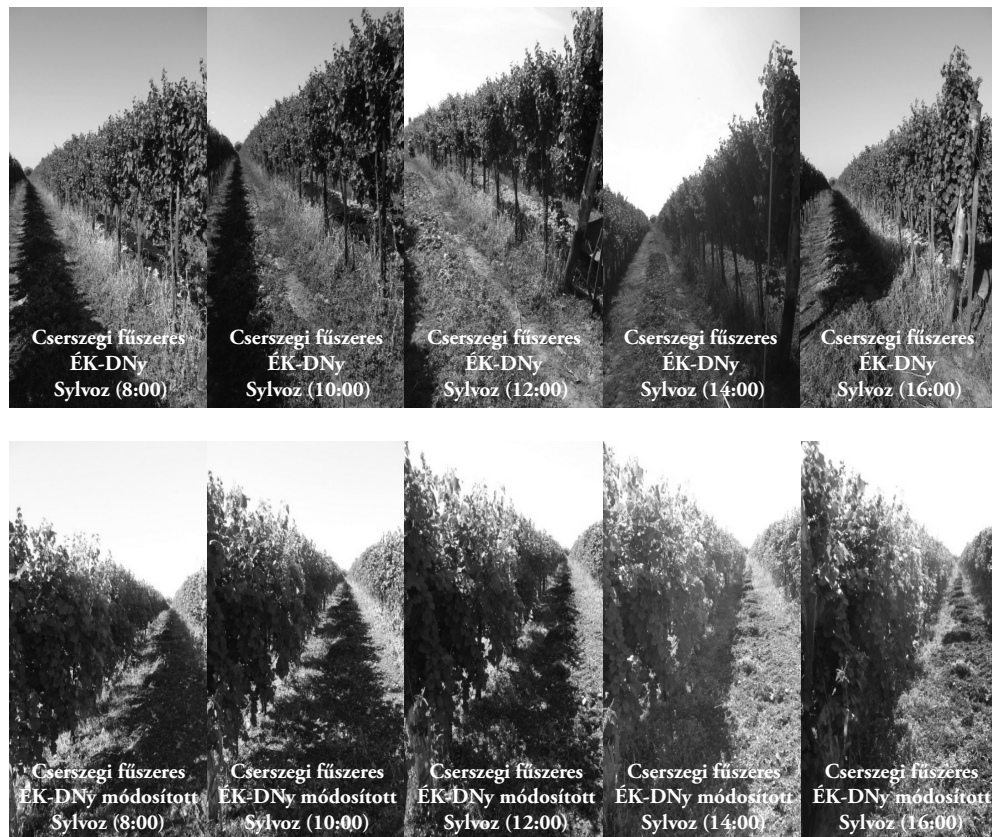 Cserszegi fűszeres
ÉK-DNy
Sylvoz (8:00)
Cserszegi fűszeres
ÉK-DNy
Sylvoz (10:00)
Cserszegi fűszeres
ÉK-DNy
Sylvoz (12:00)
Cserszegi fűszeres
ÉK-DNy
Sylvoz (14:00)
Cserszegi fűszeres
ÉK-DNy
Sylvoz (16:00)
Cserszegi fűszeres
ÉK-DNy módosított
Sylvoz (8:00)
Cserszegi fűszeres
ÉK-DNy módosított
Sylvoz (10:00)
Cserszegi fűszeres
ÉK-DNy módosított
Sylvoz (12:00)
Cserszegi fűszeres
ÉK-DNy módosított
Sylvoz (14:00)
Cserszegi fűszeres
ÉK-DNy módosított
Sylvoz (16:00)